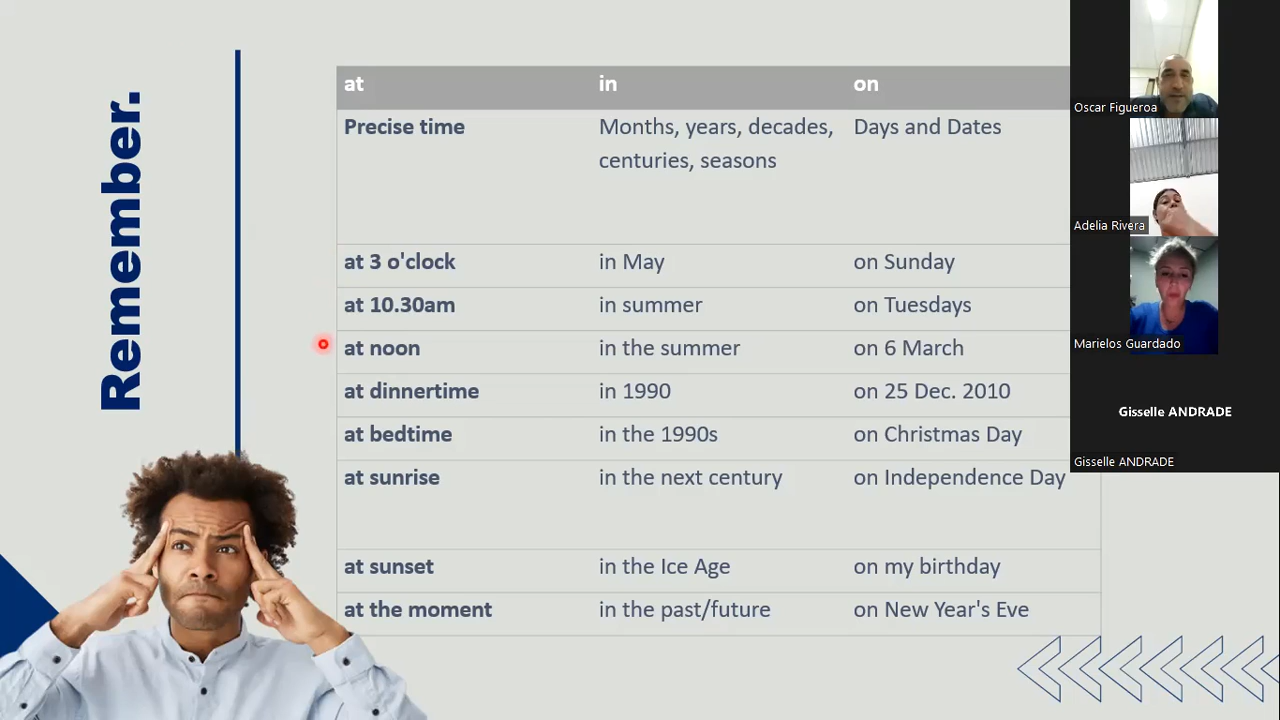 Remember.
at in on
Precise time Months, years, decades, Days and Dates
centuries, seasons
at 3 o'clock in May on Sunday
at 10.30am in summer on Tuesdays
at noon in the summer on 6 March
at dinnertime in 1990 on 25 Dec. 2010
at bedtime in the 1990s on Christmas Day
at sunrise in the next century on Independence Day
at sunset in the Ice Age on my birthday
at the moment in the past/future on New Year's Eve
Oscar Figueroa
Adelia Rivera
Marielos Guardado
Gisselle ANDRADE
Gisselle ANDRADE